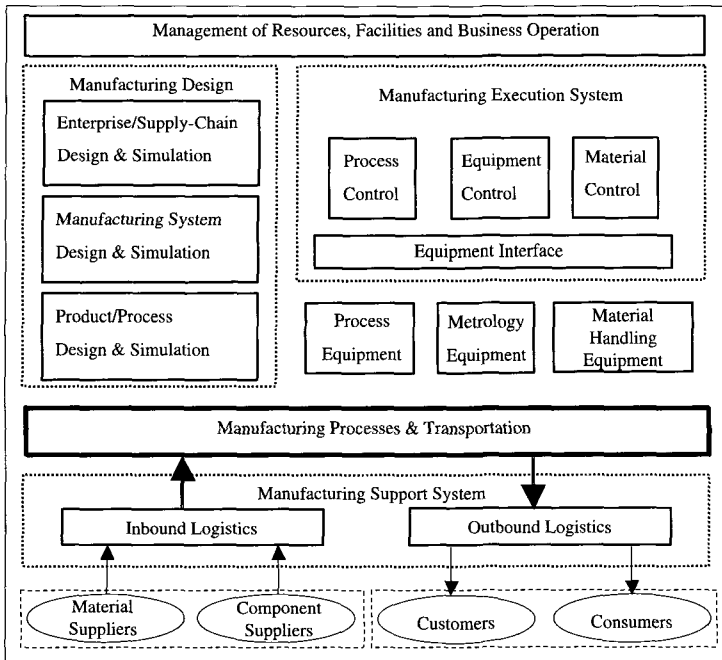 Management of Resources, Facilities and Business Operation
Manufacturing Design
Enterprise/Supply-Chain
Design & Simulation
Manufacturing System
Design & Simulation
Product/Process
Design & Simulation
Manufacturing Execution System
Process
Control
Equipment
Control
Material
Control
Equipment Interface
Process
Equipment
Metrology
Equipment
Material
Handling
Equipment
Manufacturing Processes & Transportation
Manufacturing Support System
Inbound Logistics
Outbound Logistics
Material
Suppliers
Component
Suppliers
Customers
Consumers